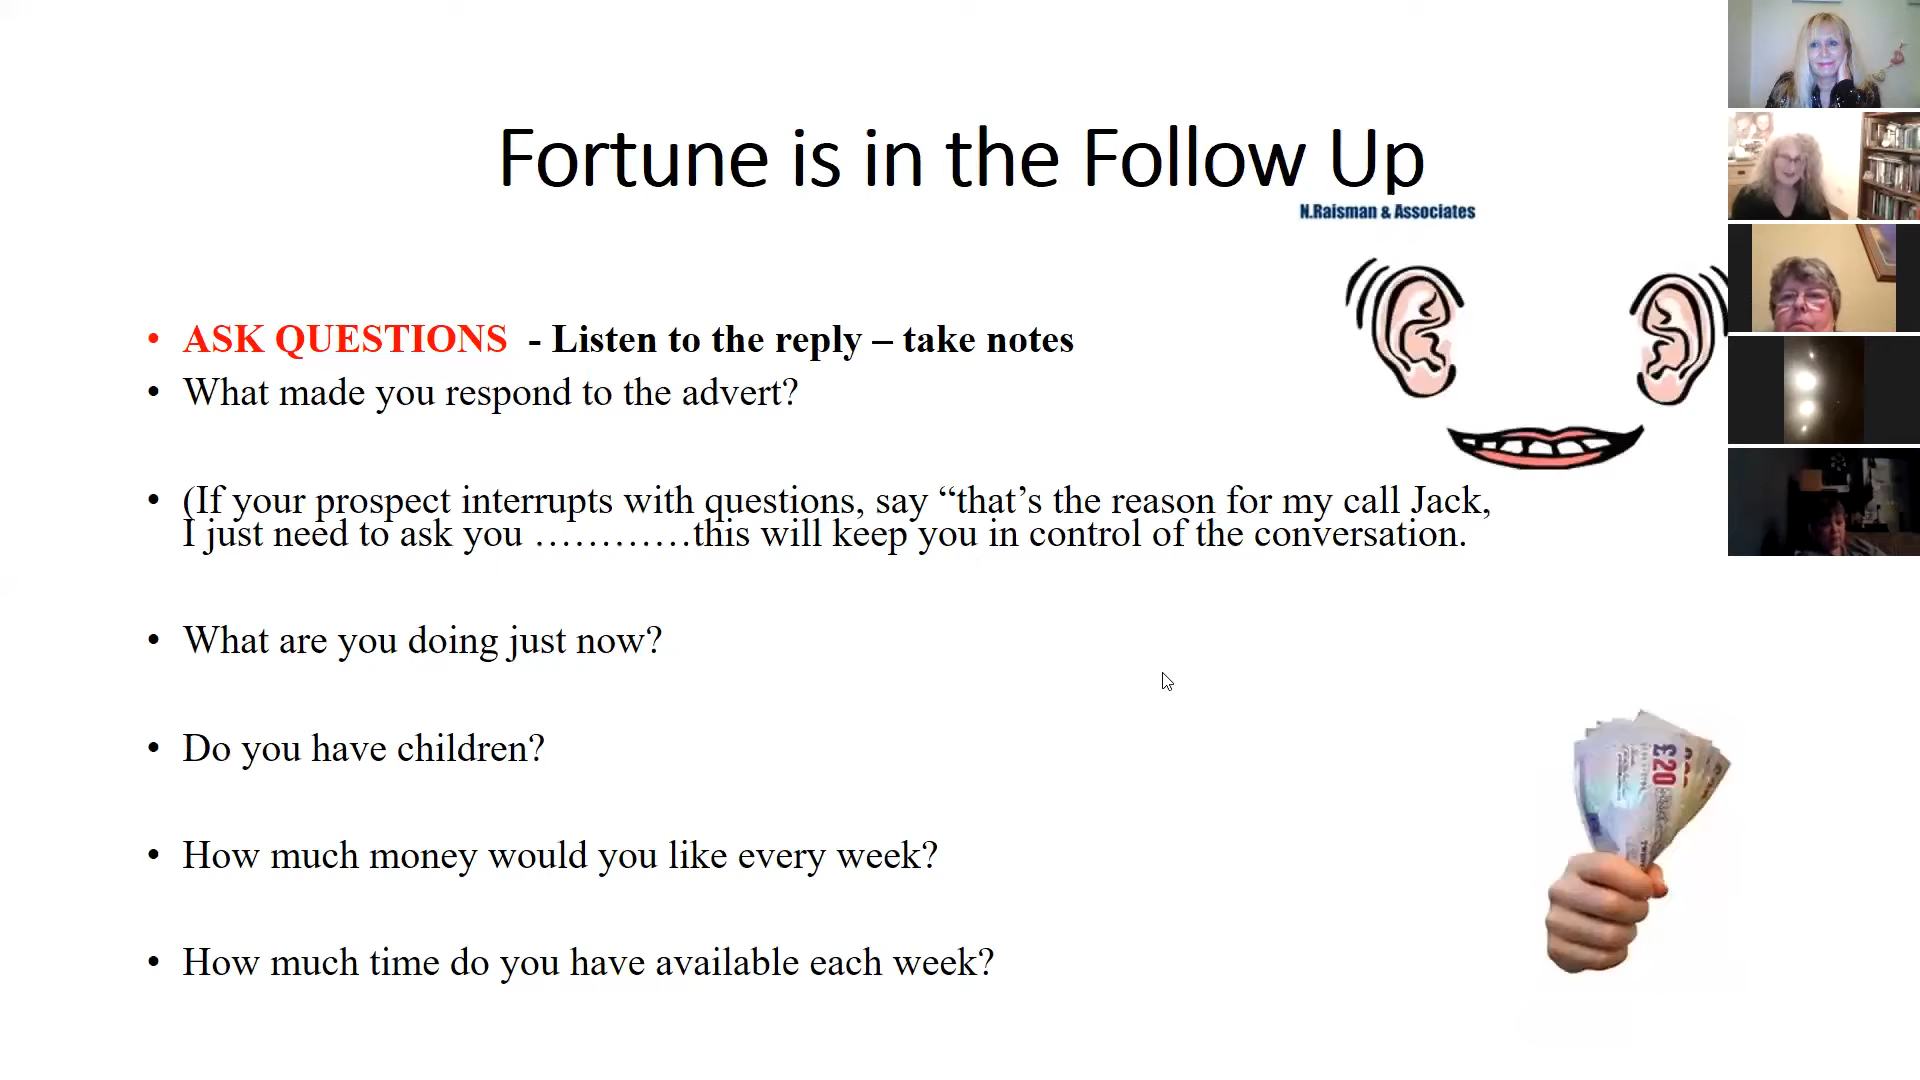 Fortune is in the Follow Up
N.Raisman & Associates
• ASK QUESTIONS - Listen to the reply – take notes
• What made you respond to the advert?
• (If your prospect interrupts with questions, say “that’s the reason for my call Jack,
I just need to ask you …………this will keep you in control of the conversation.
• What are you doing just now?
• Do you have children?
• How much money would you like every week?
• How much time do you have available each week?
£20